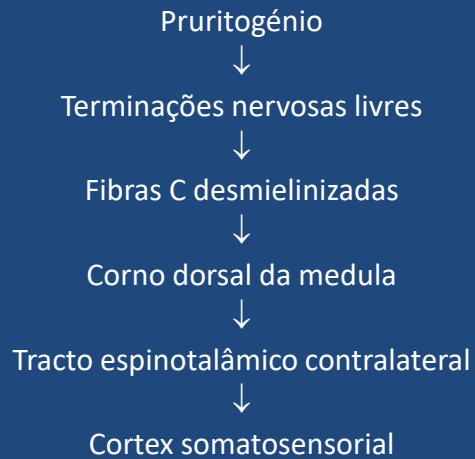 Pruritogénio
↓
Terminações nervosas livres
↓
Fibras C desmielinizadas
↓
Corno dorsal da medula
↓
Tracto espinotalâmico contralateral
↓
Cortex somatosensorial